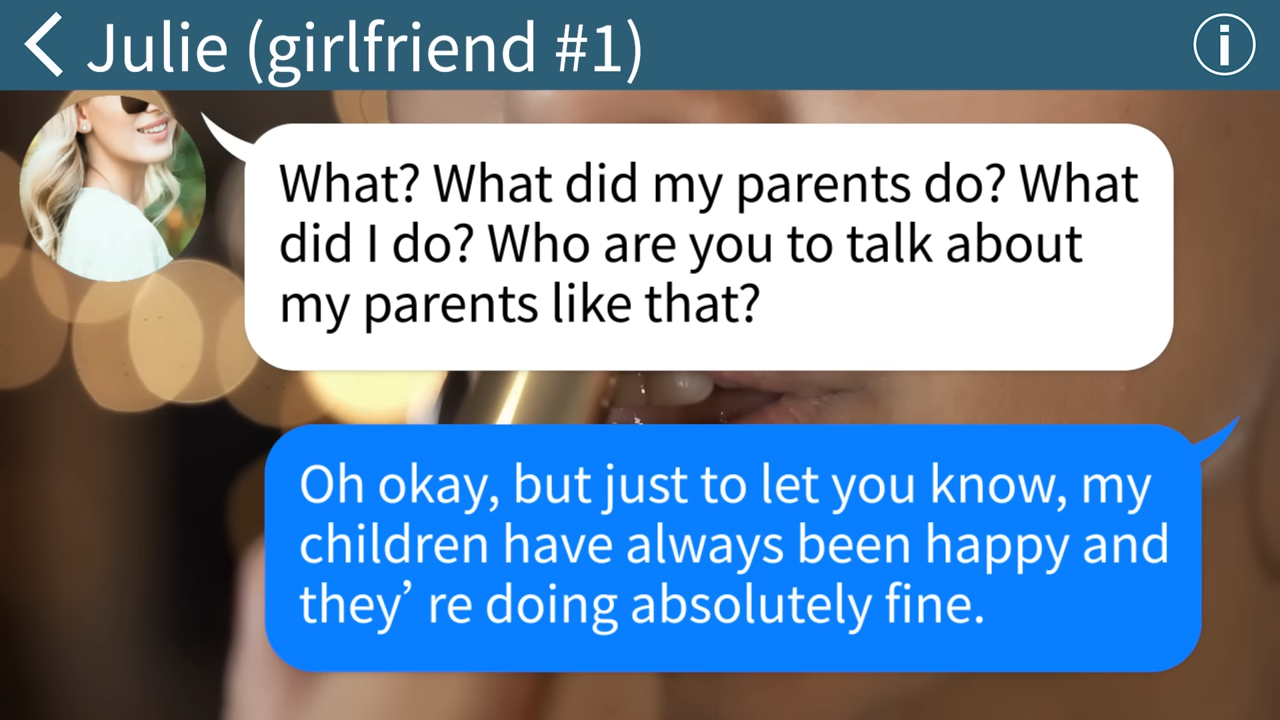 Julie (girlfriend #1)
What? What did my parents do? What
did I do? Who are you to talk about
my parents like that?
Oh okay, but just to let you know, my
children have always been happy and
they’ re doing absolutely fine.